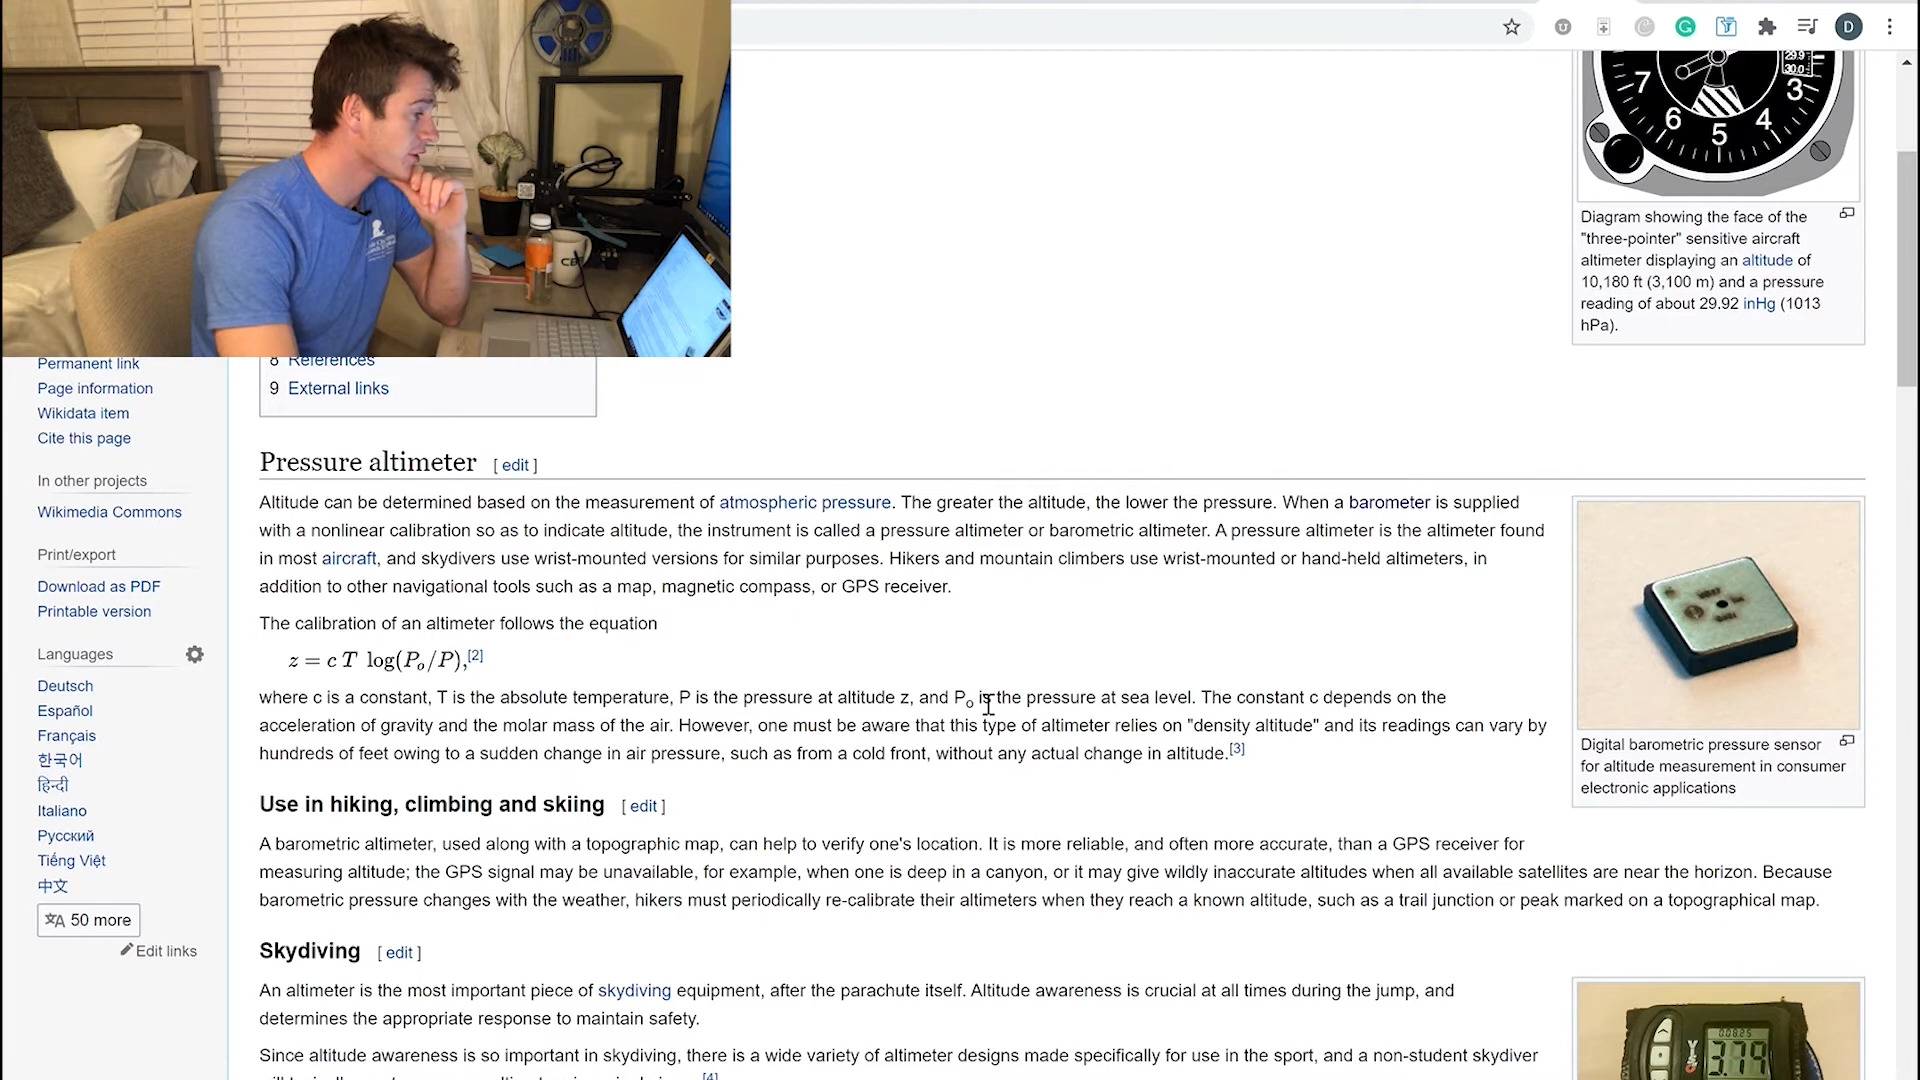 D
29.9
30.0
7
3
6
4
5
Diagram showing the face of the
"three-pointer" sensitive aircraft
altimeter displaying an altitude of
10,180 ft (3,100 m) and a pressure
reading of about 29.92 inHg (1013
hPa).
Permanent link
Page information
Wikidata item
Cite this page
In other projects
Wikimedia Commons
Print/export
Download as PDF
Printable version
Languages
Deutsch
Español
Français
한국어
हिन्दी
Italiano
Русский
Tiếng Việt
中文
50 more
Edit links
8 References
9 External links
Pressure altimeter [ edit ]
Altitude can be determined based on the measurement of atmospheric pressure. The greater the altitude, the lower the pressure. When a barometer is supplied
with a nonlinear calibration so as to indicate altitude, the instrument is called a pressure altimeter or barometric altimeter. A pressure altimeter is the altimeter found
in most aircraft, and skydivers use wrist-mounted versions for similar purposes. Hikers and mountain climbers use wrist-mounted or hand-held altimeters, in
addition to other navigational tools such as a map, magnetic compass, or GPS receiver.
The calibration of an altimeter follows the equation
z = c T log(Pₒ/P),[2]
where c is a constant, T is the absolute temperature, P is the pressure at altitude z, and Pₒ is the pressure at sea level. The constant c depends on the
acceleration of gravity and the molar mass of the air. However, one must be aware that this type of altimeter relies on "density altitude" and its readings can vary by
hundreds of feet owing to a sudden change in air pressure, such as from a cold front, without any actual change in altitude.[3]
Digital barometric pressure sensor
for altitude measurement in consumer
electronic applications
Use in hiking, climbing and skiing [ edit ]
A barometric altimeter, used along with a topographic map, can help to verify one's location. It is more reliable, and often more accurate, than a GPS receiver for
measuring altitude; the GPS signal may be unavailable, for example, when one is deep in a canyon, or it may give wildly inaccurate altitudes when all available satellites are near the horizon. Because
barometric pressure changes with the weather, hikers must periodically re-calibrate their altimeters when they reach a known altitude, such as a trail junction or peak marked on a topographical map.
Skydiving [ edit ]
An altimeter is the most important piece of skydiving equipment, after the parachute itself. Altitude awareness is crucial at all times during the jump, and
determines the appropriate response to maintain safety.
Since altitude awareness is so important in skydiving, there is a wide variety of altimeter designs made specifically for use in the sport, and a non-student skydiver
[4]
3.79